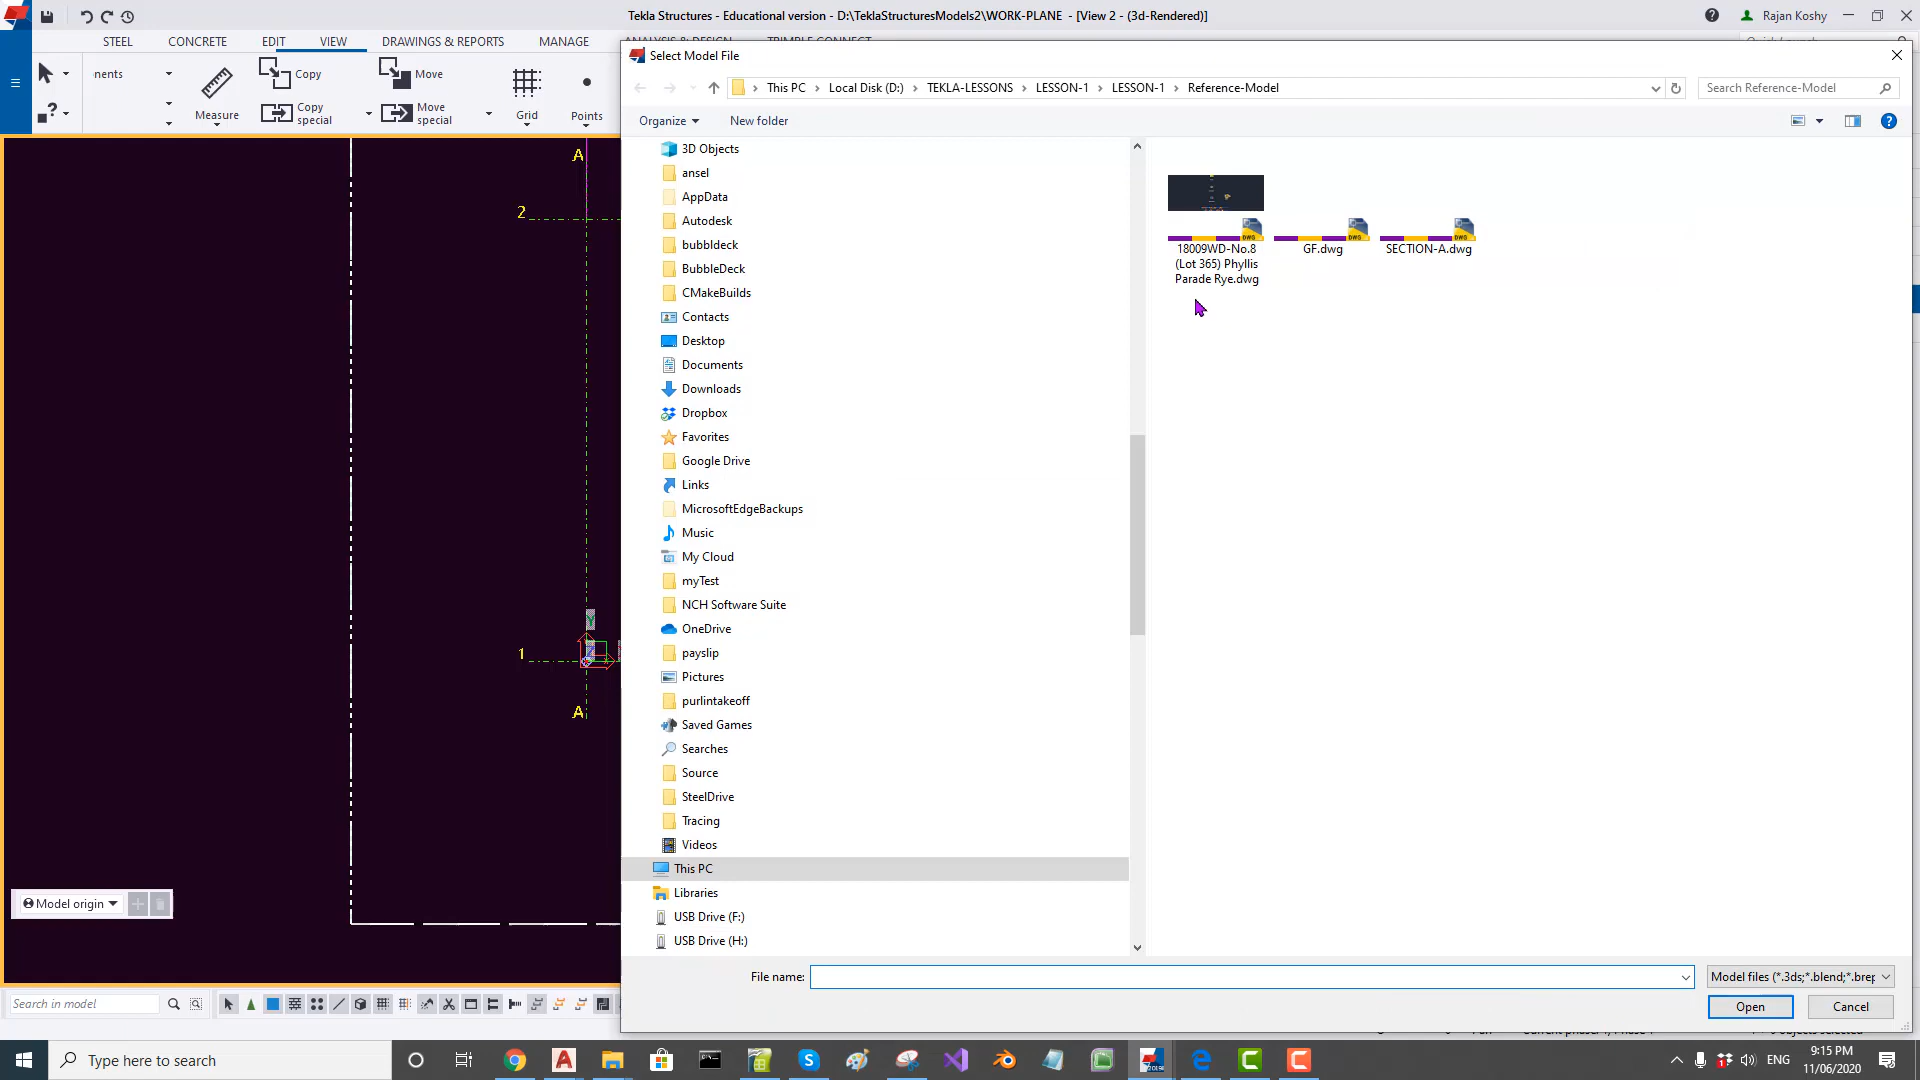 Tekla Structures - Educational version - D:\TeklaStructuresModels2\WORK-PLANE - [View 2 - (3d-Rendered)]
Rajan Koshy
STEEL
CONCRETE
EDIT
VIEW
DRAWINGS & REPORTS
MANAGE
nents
Measure
Copy
Copy special
Move
Move special
Grid
Points
Select Model File
This PC
Local Disk (D:)
TEKLA-LESSONS
LESSON-1
LESSON-1
Reference-Model
Search Reference-Model
Organize
New folder
3D Objects
ansel
AppData
Autodesk
bubbldeck
BubbleDeck
CMakeBuilds
Contacts
Desktop
Documents
Downloads
Dropbox
Favorites
Google Drive
Links
MicrosoftEdgeBackups
Music
My Cloud
myTest
NCH Software Suite
OneDrive
payslip
Pictures
purlintakeoff
Saved Games
Searches
Source
SteelDrive
Tracing
Videos
This PC
Libraries
USB Drive (F:)
USB Drive (H:)
18009WD-No.8
(Lot 365) Phyllis
Parade Rye.dwg
GF.dwg
SECTION-A.dwg
A
2
Y
1
A
Model origin
File name:
Model files (*.3ds;*.blend;*.brep
Open
Cancel
Search in model
Type here to search
ENG
9:15 PM
11/06/2020